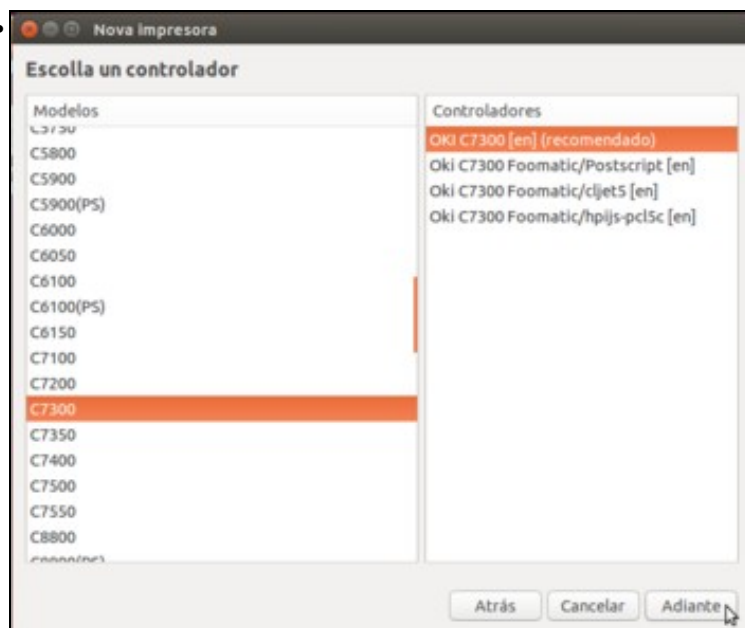 Nova impresora
Escolla un controlador
Modelos
C5750
C5800
C5900
C5900(PS)
C6000
C6050
C6100
C6100(PS)
C6150
C7100
C7200
C7300
C7350
C7400
C7500
C7550
C8800
Controladores
OKI C7300 [en] (recomendado)
Oki C7300 Foomatic/Postscript [en]
Oki C7300 Foomatic/cljet5 [en]
Oki C7300 Foomatic/hpijs-pcl5c [en]
Atrás
Cancelar
Adiante